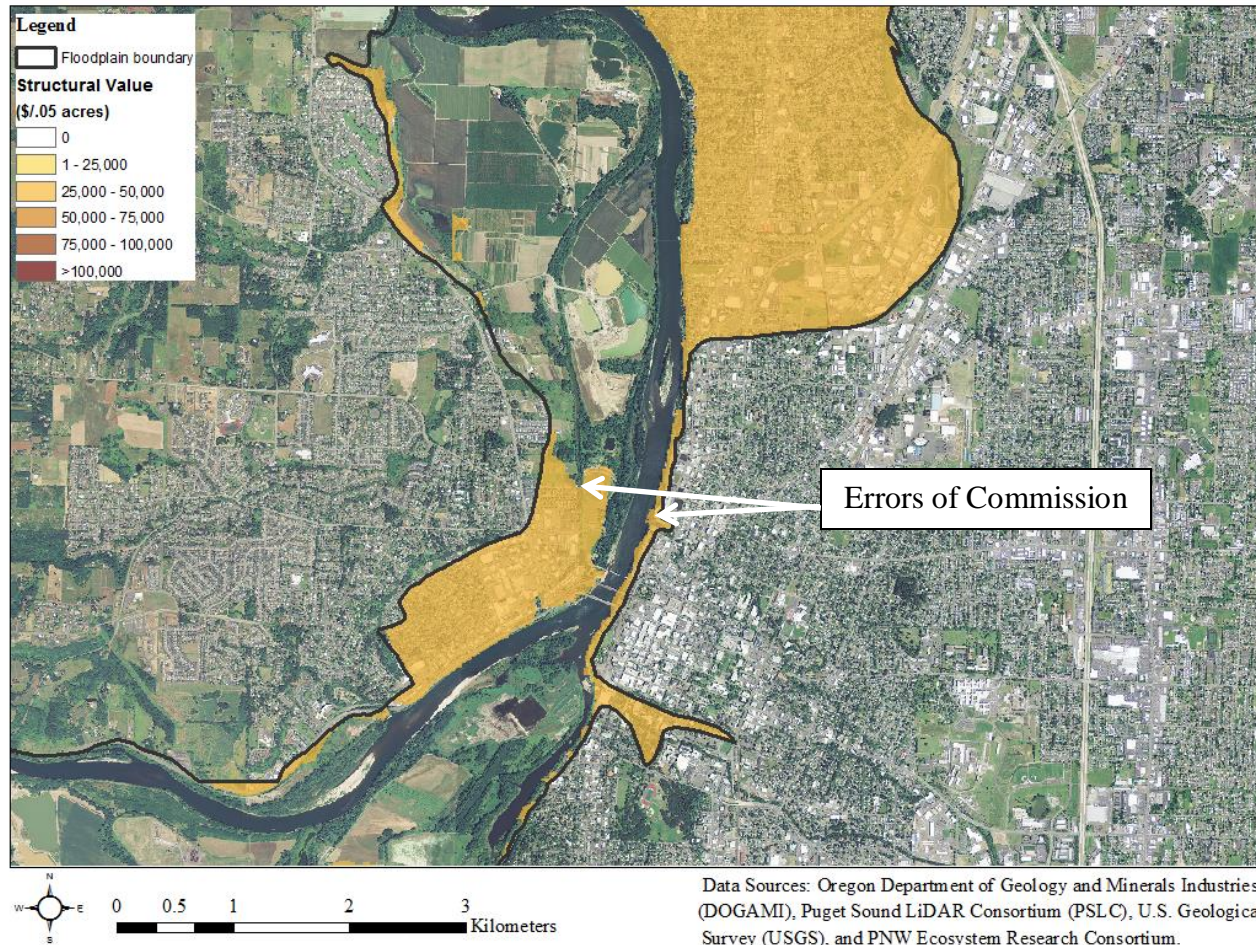 Legend
Floodplain boundary
Structural Value
($/.05 acres)
0
1 - 25,000
25,000 - 50,000
50,000 - 75,000
75,000 - 100,000
>100,000
Errors of Commission
N
W E
S
0 0.5 1 2 3
Kilometers
Data Sources: Oregon Department of Geology and Minerals Industries
(DOGAMI), Puget Sound LiDAR Consortium (PSLC), U.S. Geologica
Survey (USGS), and PNW Ecosystem Research Consortium.